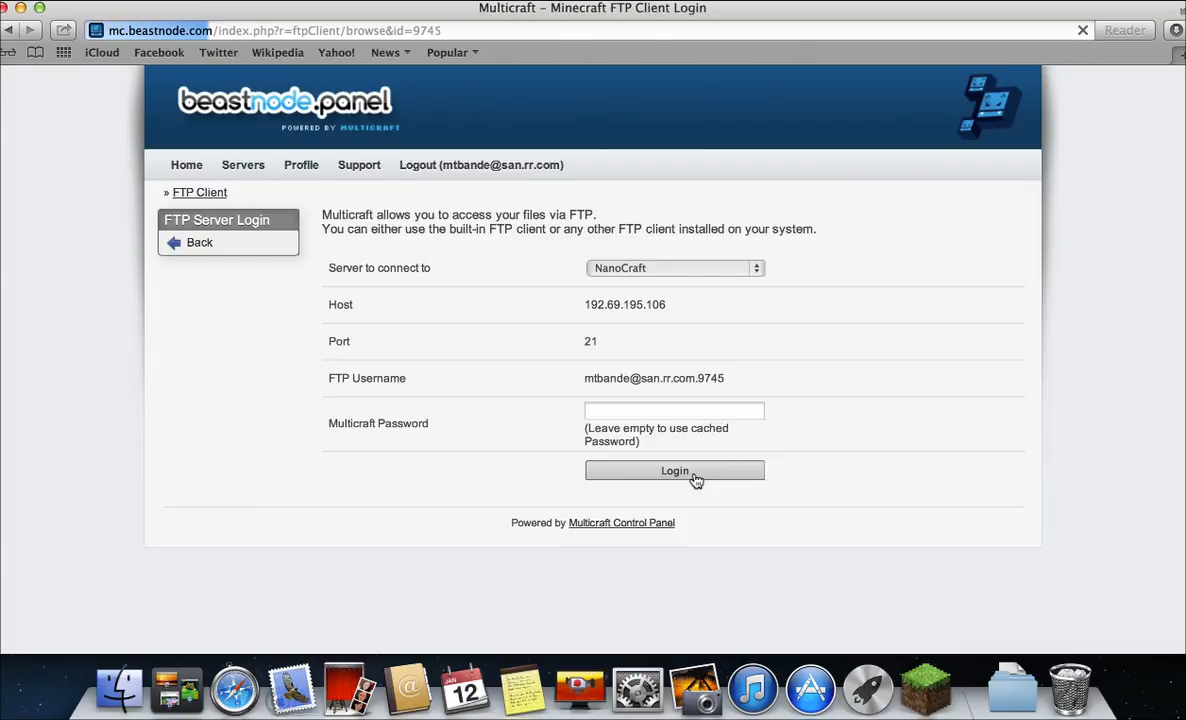 Multicraft – Minecraft FTP Client Login
mc.beastnode.com/index.php?r=ftpClient/browse&id=9745
Reader
iCloud Facebook Twitter Wikipedia Yahoo! News Popular
beastnode.panel
POWERED BY MULTICRAFT
Home Servers Profile Support Logout (mtbande@san.rr.com)
» FTP Client
FTP Server Login
Back
Multicraft allows you to access your files via FTP.
You can either use the built-in FTP client or any other FTP client installed on your system.
Server to connect to NanoCraft
Host 192.69.195.106
Port 21
FTP Username mtbande@san.rr.com.9745
Multicraft Password
(Leave empty to use cached
Password)
Login
Powered by Multicraft Control Panel
JAN
12